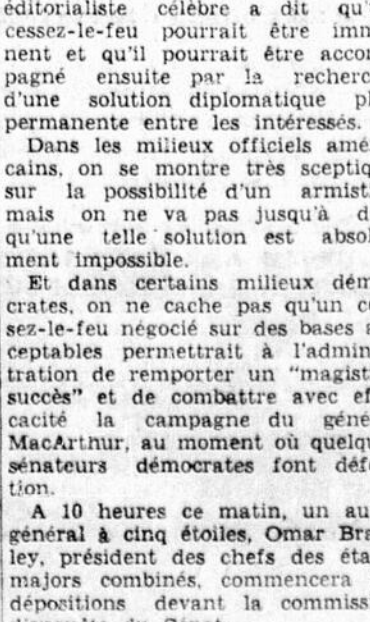 éditorialiste célèbre a dit qu'
cessez-le-feu pourrait être imm
nent et qu'il pourrait être accom
pagné ensuite par la recherc
d'une solution diplomatique pl
permanente entre les intéressés.
Dans les milieux officiels amé
cains, on se montre très sceptiq
sur la possibilité d'un armist
mais on ne va pas jusqu'à d
qu'une telle solution est absol
ment impossible.
Et dans certains milieux dém
crates, on ne cache pas qu'un c
sez-le-feu négocié sur des bases a
ceptables permettrait à l'admin
tration de remporter un "magist
succès" et de combattre avec ef
cacité la campagne du géné
MacArthur, au moment où quelqu
sénateurs démocrates font défe
tion.
A 10 heures ce matin, un au
général à cinq étoiles, Omar Bra
ley, président des chefs des éta
majors combinés, commencera
dépositions devant la commiss